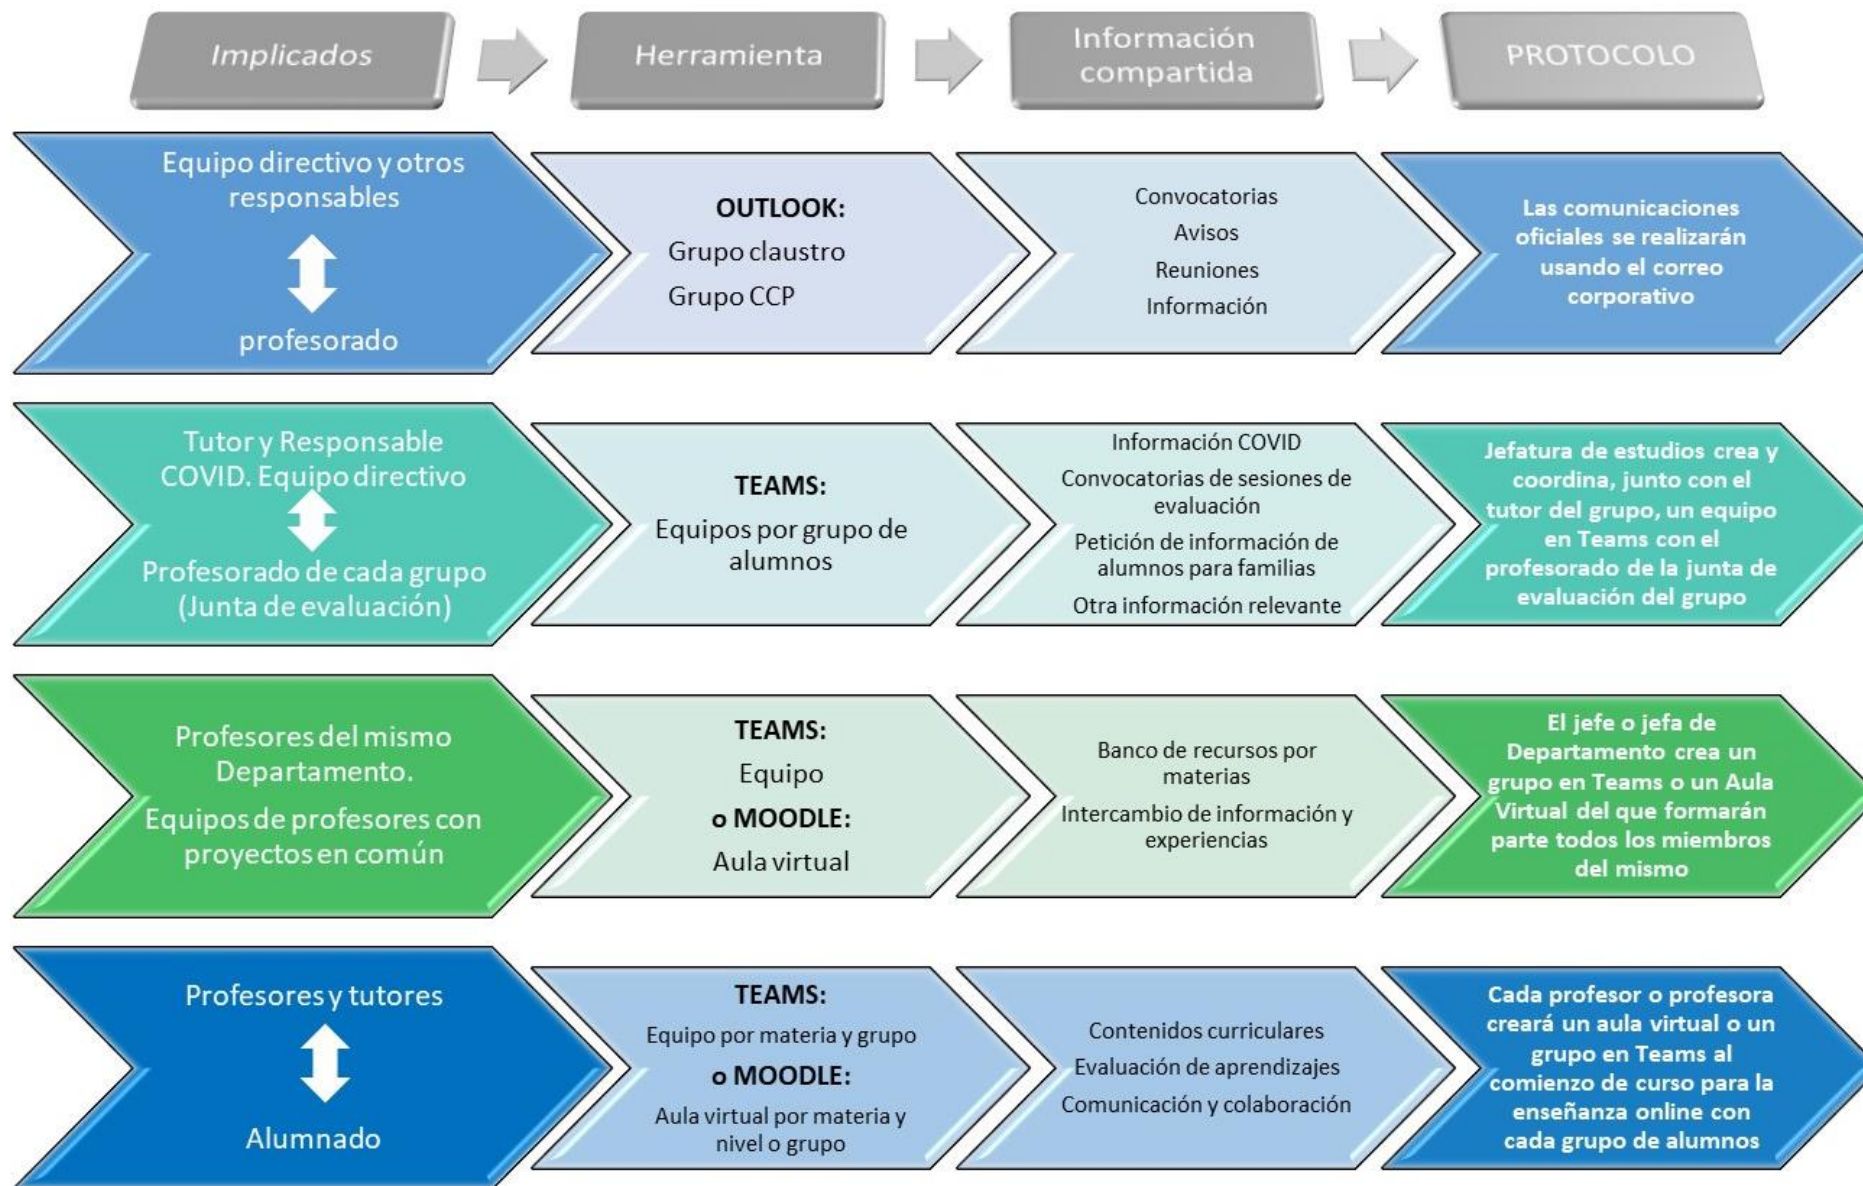 Implicados
Herramienta
Información
compartida
PROTOCOLO
Equipo directivo y otros
responsables
profesorado
OUTLOOK:
Grupo claustro
Grupo CCP
Convocatorias
Avisos
Reuniones
Información
Las comunicaciones
oficiales se realizarán
usando el correo
corporativo
Tutor y Responsable
COVID. Equipo directivo
Profesorado de cada grupo
(Junta de evaluación)
TEAMS:
Equipos por grupo de
alumnos
Información COVID
Convocatorias de sesiones de
evaluación
Petición de información de
alumnos para familias
Otra información relevante
Jefatura de estudios crea y
coordina, junto con el
tutor del grupo, un equipo
en Teams con el
profesorado de la junta de
evaluación del grupo
Profesores del mismo
Departamento.
Equipos de profesores con
proyectos en común
TEAMS:
Equipo
o MOODLE:
Aula virtual
Banco de recursos por
materias
Intercambio de información y
experiencias
El jefe o jefa de
Departamento crea un
grupo en Teams o un Aula
Virtual del que formarán
parte todos los miembros
del mismo
Profesores y tutores
Alumnado
TEAMS:
Equipo por materia y grupo
o MOODLE:
Aula virtual por materia y
nivel o grupo
Contenidos curriculares
Evaluación de aprendizajes
Comunicación y colaboración
Cada profesor o profesora
creará un aula virtual o un
grupo en Teams al
comienzo de curso para la
enseñanza online con
cada grupo de alumnos